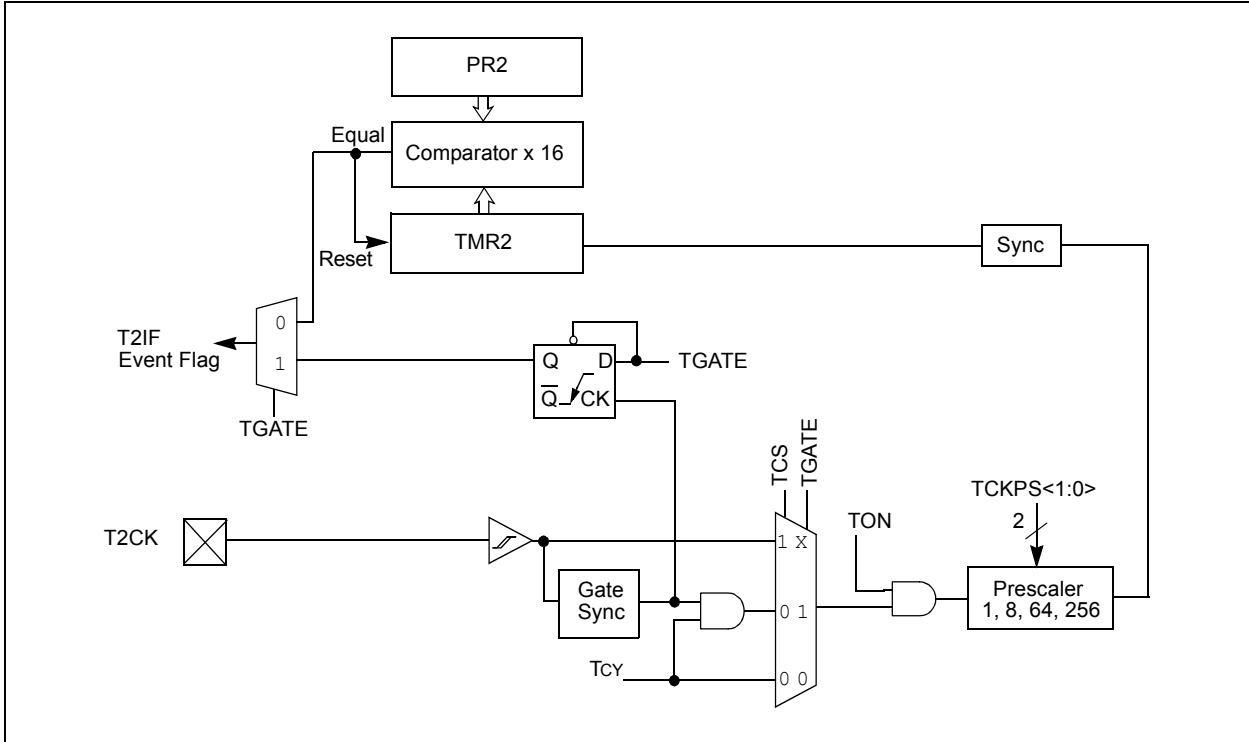 PR2
Equal
Comparator x 16
TMR2
Reset
Sync
0
T2IF
Event Flag
1
Q
D
TGATE
Q̅
CK
TGATE
TCS
TGATE
TCKPS<1:0>
2
T2CK
TON
1 X
Gate
Sync
Prescaler
1, 8, 64, 256
0 1
TCY
0 0